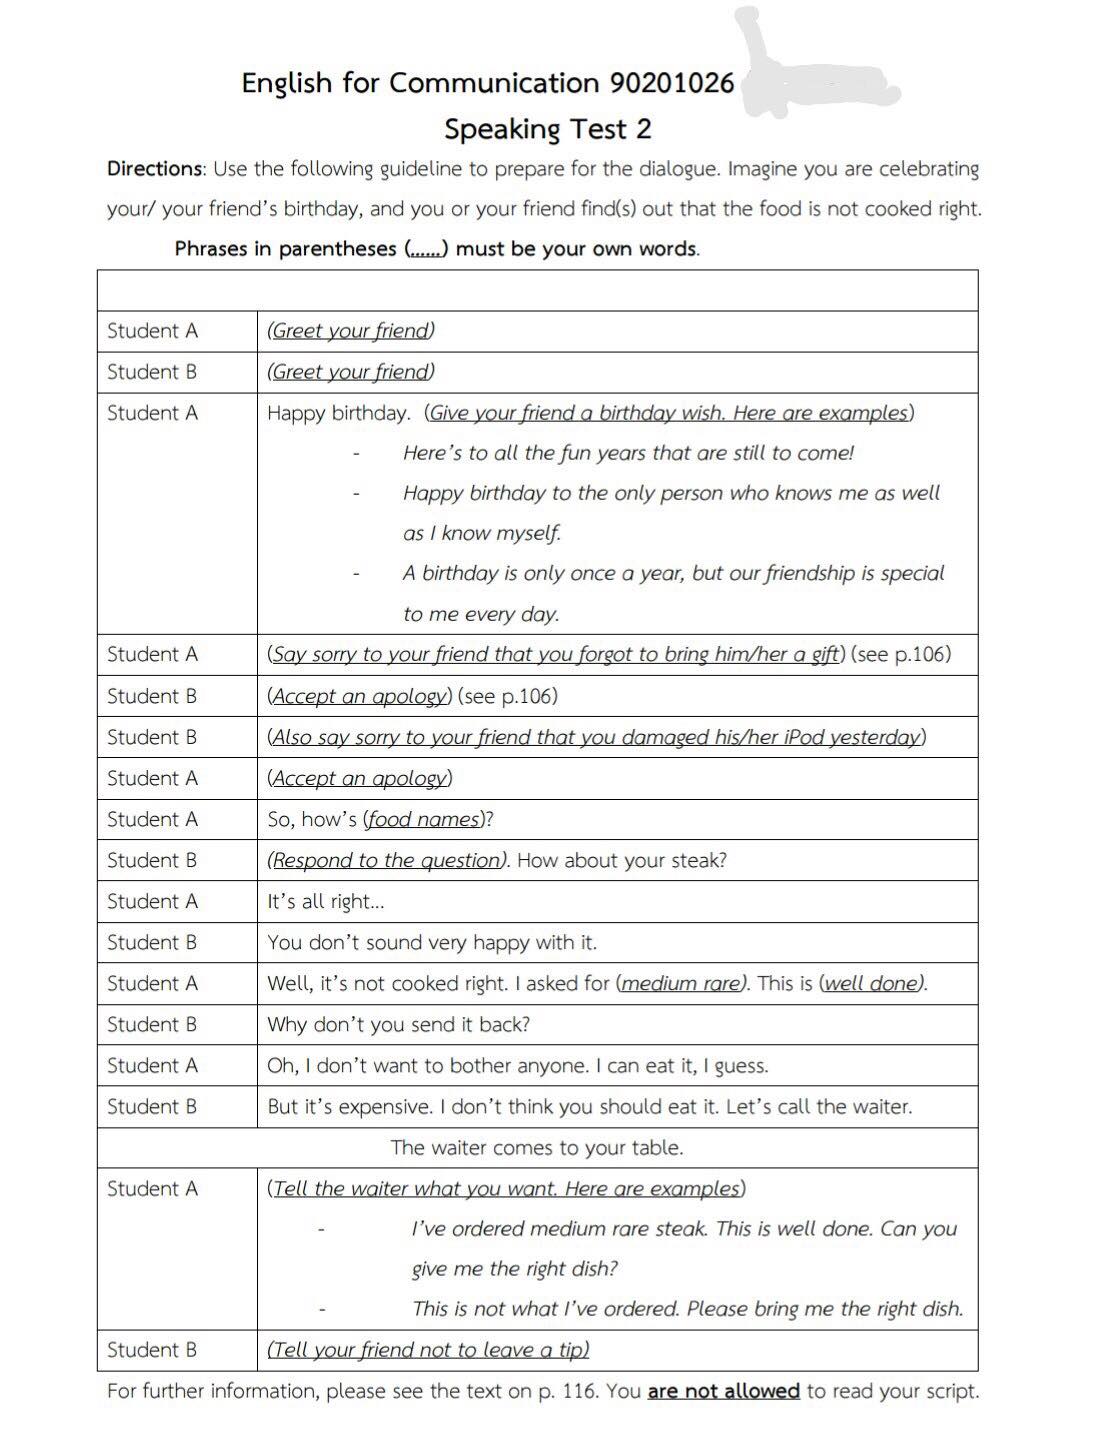 English for Communication 90201026
Speaking Test 2
Directions: Use the following guideline to prepare for the dialogue. Imagine you are celebrating
your/ your friend's birthday, and you or your friend find(s) out that the food is not cooked right.
Phrases in parentheses (......) must be your own words.
Student A (Greet your friend)
Student B (Greet your friend)
Student A Happy birthday. (Give your friend a birthday wish. Here are examples)
- Here's to all the fun years that are still to come!
- Happy birthday to the only person who knows me as well
as I know myself.
- A birthday is only once a year, but our friendship is special
to me every day.
Student A (Say sorry to your friend that you forgot to bring him/her a gift) (see p.106)
Student B (Accept an apology) (see p.106)
Student B (Also say sorry to your friend that you damaged his/her iPod yesterday)
Student A (Accept an apology)
Student A So, how's (food names)?
Student B (Respond to the question). How about your steak?
Student A It's all right...
Student B You don't sound very happy with it.
Student A Well, it's not cooked right. I asked for (medium rare). This is (well done).
Student B Why don't you send it back?
Student A Oh, I don't want to bother anyone. I can eat it, I guess.
Student B But it's expensive. I don't think you should eat it. Let's call the waiter.
The waiter comes to your table.
Student A (Tell the waiter what you want. Here are examples)
- I've ordered medium rare steak. This is well done. Can you
give me the right dish?
- This is not what I've ordered. Please bring me the right dish.
Student B (Tell your friend not to leave a tip)
For further information, please see the text on p. 116. You are not allowed to read your script.